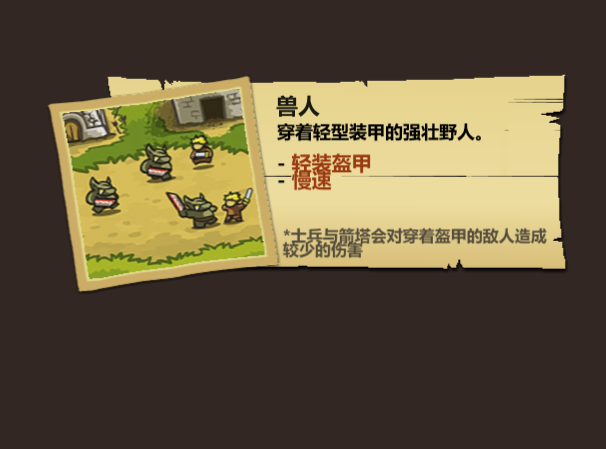 兽人
穿着轻型装甲的强壮野人。
- 轻装盔甲
- 慢速
*士兵与箭塔会对穿着盔甲的敌人造成
较少的伤害